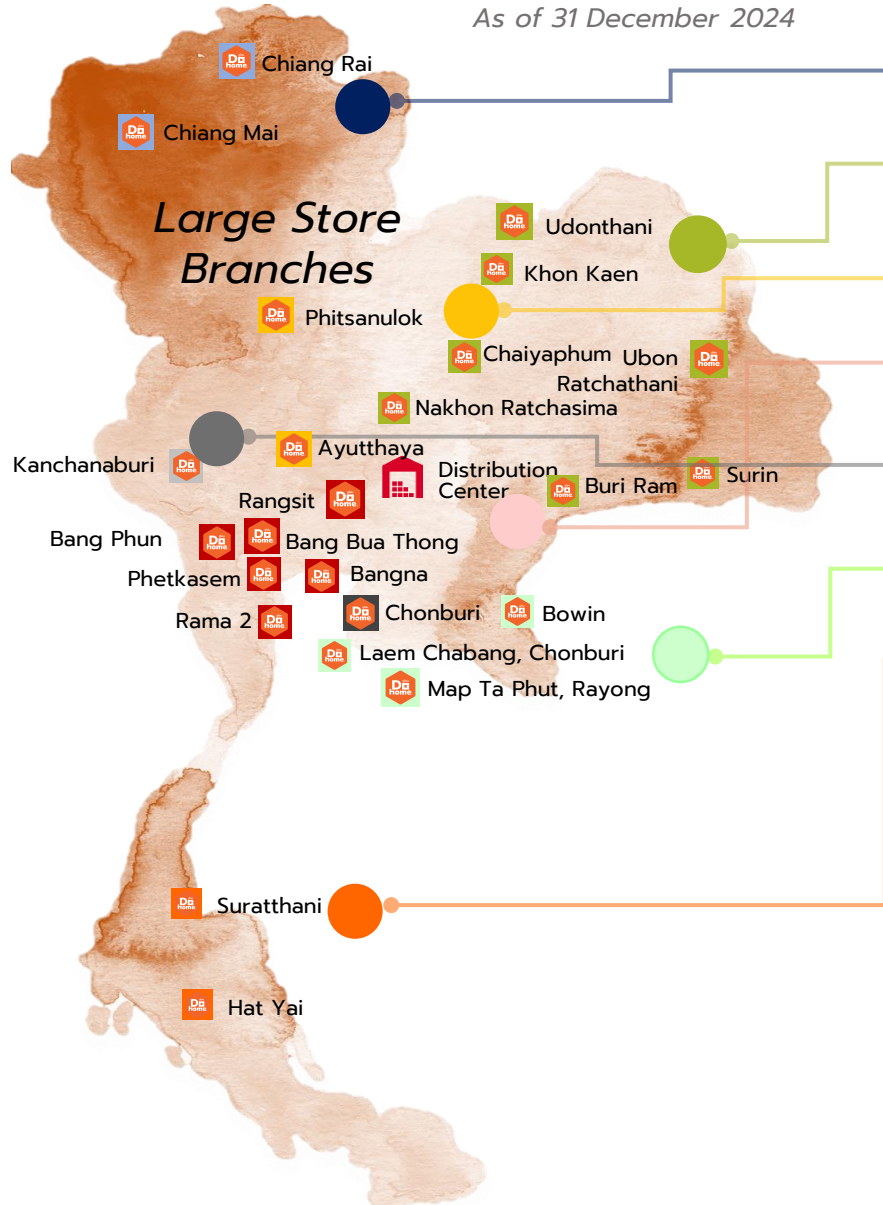 As of 31 December 2024
Chiang Rai
Chiang Mai
Large Store
Branches
Udonthani
Khon Kaen
Phitsanulok
Chaiyaphum
Ubon
Ratchathani
Nakhon Ratchasima
Ayutthaya
Kanchanaburi
Distribution
Center
Buri Ram
Surin
Rangsit
Bang Phun
Bang Bua Thong
Phetkasem
Bangna
Rama 2
Chonburi
Bowin
Laem Chabang, Chonburi
Map Ta Phut, Rayong
Suratthani
Hat Yai